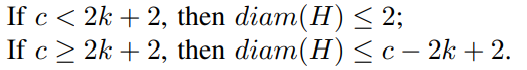 If c < 2k + 2, then diam(H) ≤ 2;
If c ≥ 2k + 2, then diam(H) ≤ c − 2k + 2.